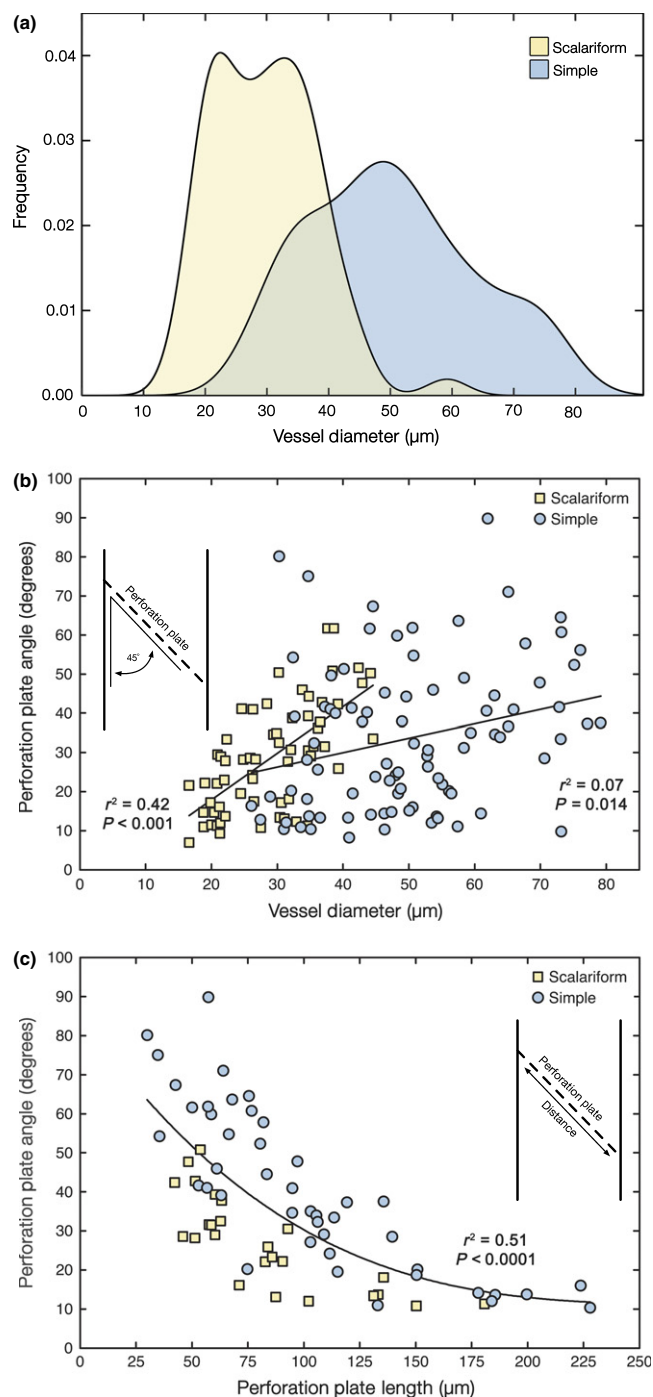 (a)
Scalariform
Simple
0.04
0.03
0.02
0.01
0.00
Frequency
0 10 20 30 40 50 60 70 80
Vessel diameter (µm)
(b)
Scalariform
Simple
100
90
80
70
60
50
40
30
20
10
0
Perforation plate angle (degrees)
Perforation plate
45°
r² = 0.42
P < 0.001
r² = 0.07
P = 0.014
0 10 20 30 40 50 60 70 80
Vessel diameter (µm)
(c)
Scalariform
Simple
100
90
80
70
60
50
40
30
20
10
0
Perforation plate angle (degrees)
Perforation plate
Distance
r² = 0.51
P < 0.0001
0 25 50 75 100 125 150 175 200 225 250
Perforation plate length (µm)